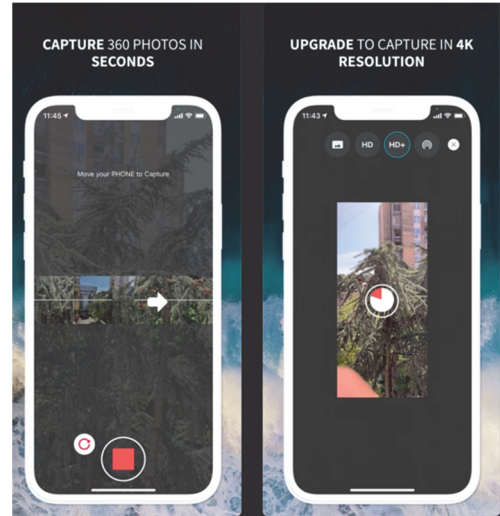 CAPTURE 360 PHOTOS IN
SECONDS
11:45
Move your PHONE to Capture
UPGRADE TO CAPTURE IN 4K
RESOLUTION
11:43
HD
HD+